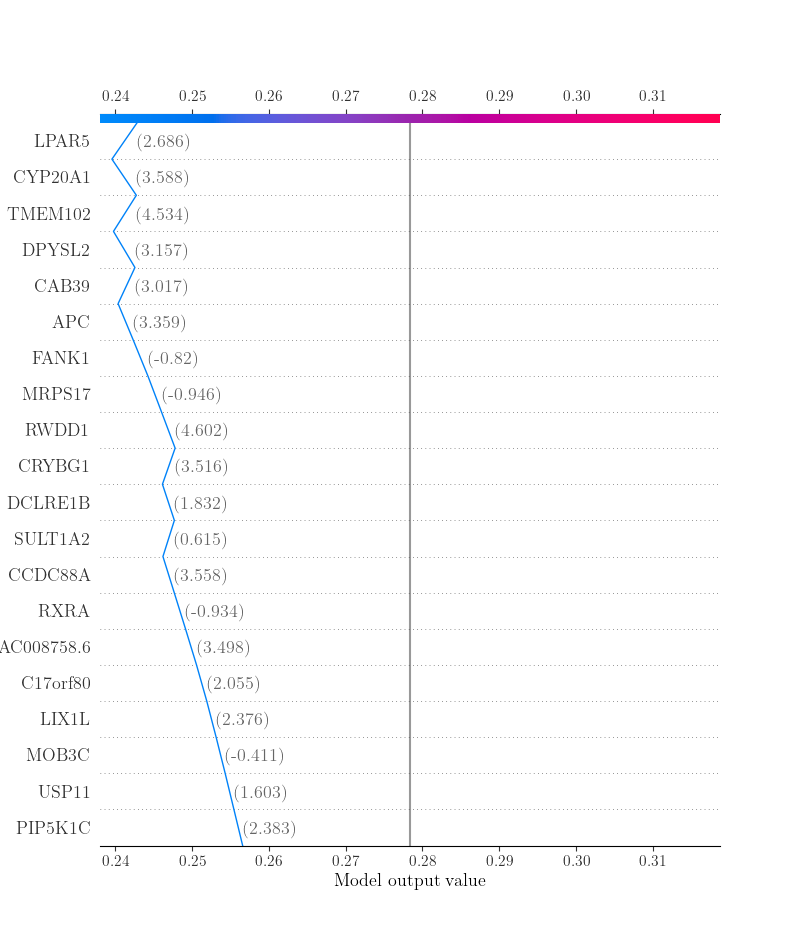 0.24 0.25 0.26 0.27 0.28 0.29 0.30 0.31
LPAR5 (2.686)
CYP20A1 (3.588)
TMEM102 (4.534)
DPYSL2 (3.157)
CAB39 (3.017)
APC (3.359)
FANK1 (-0.82)
MRPS17 (-0.946)
RWDD1 (4.602)
CRYBG1 (3.516)
DCLRE1B (1.832)
SULT1A2 (0.615)
CCDC88A (3.558)
RXRA (-0.934)
AC008758.6 (3.498)
C17orf80 (2.055)
LIX1L (2.376)
MOB3C (-0.411)
USP11 (1.603)
PIP5K1C (2.383)
0.24 0.25 0.26 0.27 0.28 0.29 0.30 0.31
Model output value